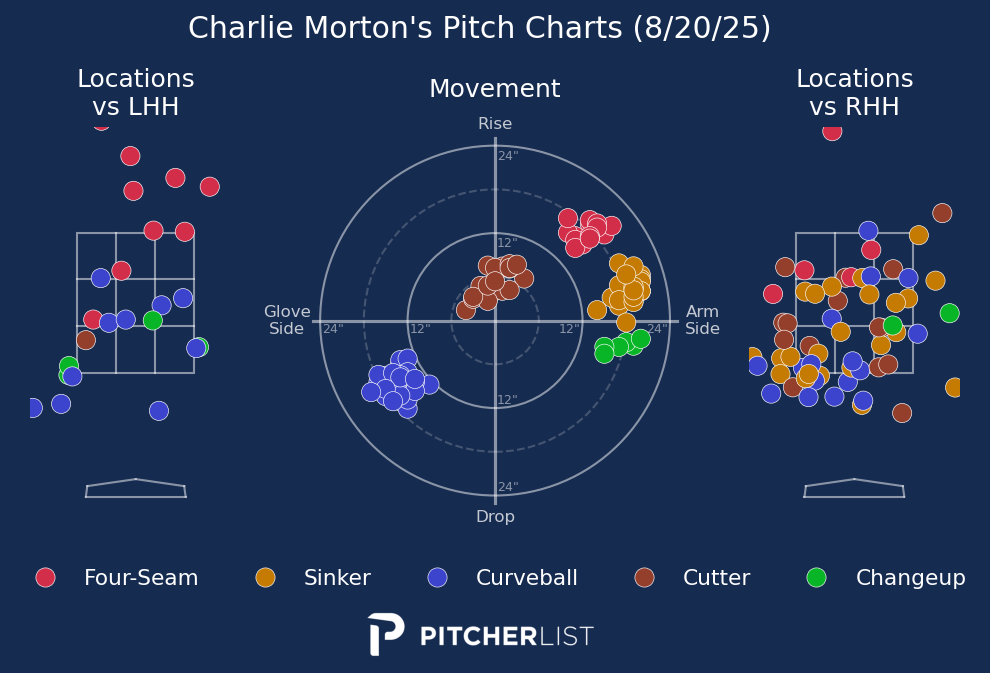 Charlie Morton's Pitch Charts (8/20/25)
Locations
vs LHH
Movement
Locations
vs RHH
Rise
24"
12"
Glove
Side
24"
12"
12"
24"
Arm
Side
12"
24"
Drop
Four-Seam
Sinker
Curveball
Cutter
Changeup
PITCHERLIST